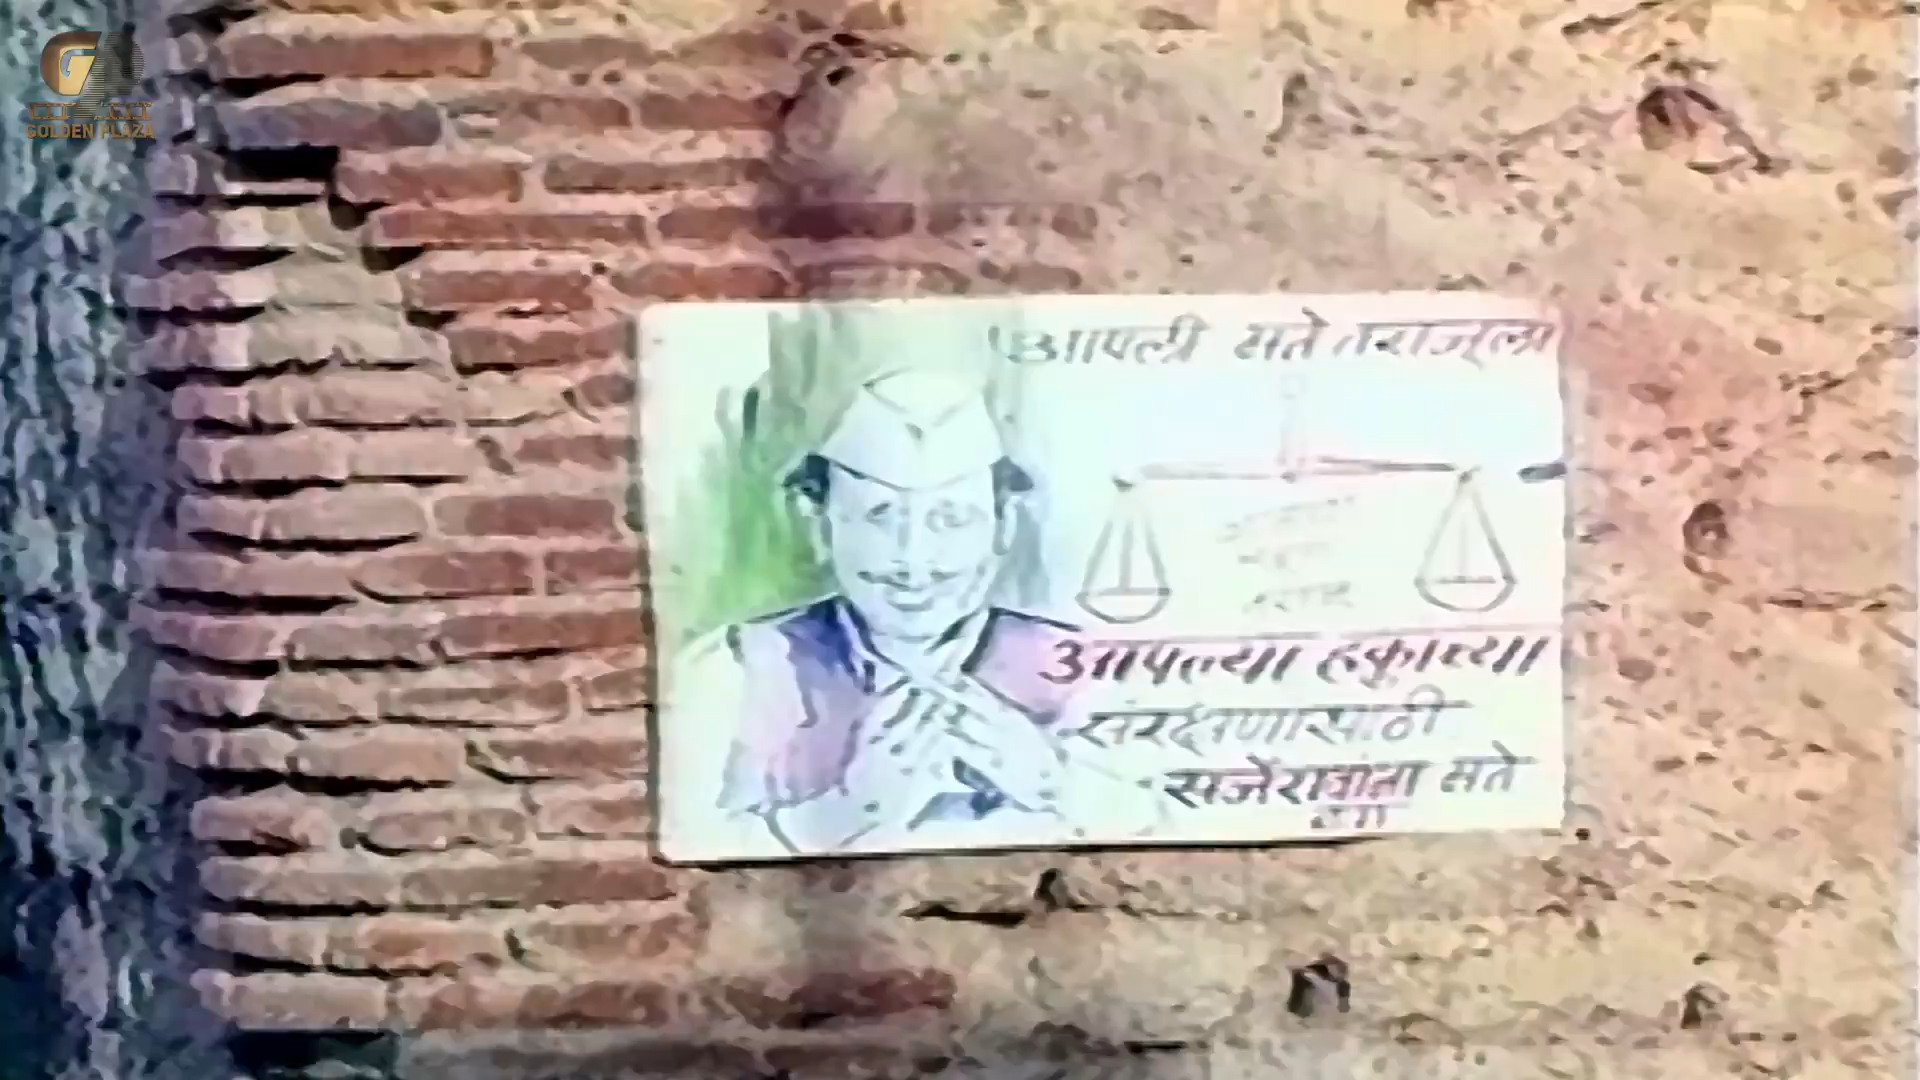 GOLDEN PLAZA
आपली मते तराजूला
आपल्या हक्काच्या
संरक्षणासाठी
सर्जेरावांना मते
द्या